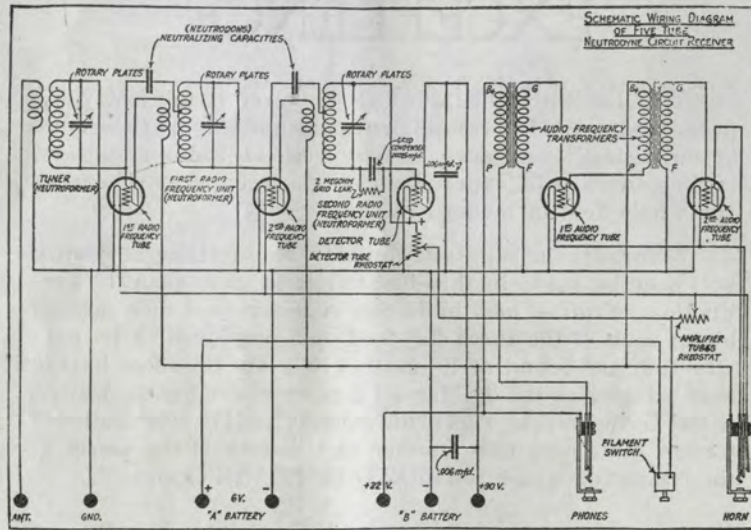 SCHEMATIC WIRING DIAGRAM
OF FIVE TUBE
NEUTRODYNE CIRCUIT RECEIVER
(NEUTRODONS)
NEUTRALIZING CAPACITIES
ROTARY PLATES
ROTARY PLATES
ROTARY PLATES
GRID
CONDENSER
.00025 mfd.
.006 mfd.
B+
G
B+
G
AUDIO FREQUENCY
TRANSFORMERS
P
F
P
F
TUNER
(NEUTROFORMER)
FIRST RADIO
FREQUENCY UNIT
(NEUTROFORMER)
2 MEGOHM
GRID LEAK
SECOND RADIO
FREQUENCY UNIT
(NEUTROFORMER)
DETECTOR TUBE
DETECTOR TUBE
RHEOSTAT
+
1ST RADIO
FREQUENCY
TUBE
2ND RADIO
FREQUENCY
TUBE
1ST AUDIO
FREQUENCY TUBE
2ND AUDIO
FREQUENCY
TUBE
AMPLIFIER
TUBES
RHEOSTAT
FILAMENT
SWITCH
.006 mfd.
ANT.
GND.
+
6V.
-
"A" BATTERY
+22 V.
-
+90 V.
"B" BATTERY
PHONES
HORN